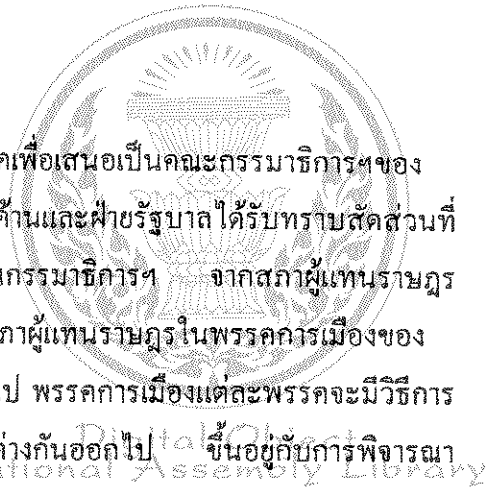 คเพื่อเสนอเป็นคณะกรรมาธิการฯของ
ด้านและฝ่ายรัฐบาลได้รับทราบสัดส่วนที่
นกรรมาธิการฯ จากสภาผู้แทนราษฎร
ภาผู้แทนราษฎรในพรรคการเมืองของ
ไป พรรคการเมืองแต่ละพรรคจะมีวิธีการ
ต่างกันออกไป ขึ้นอยู่กับการพิจารณา
Digital Object
National Assembly Library